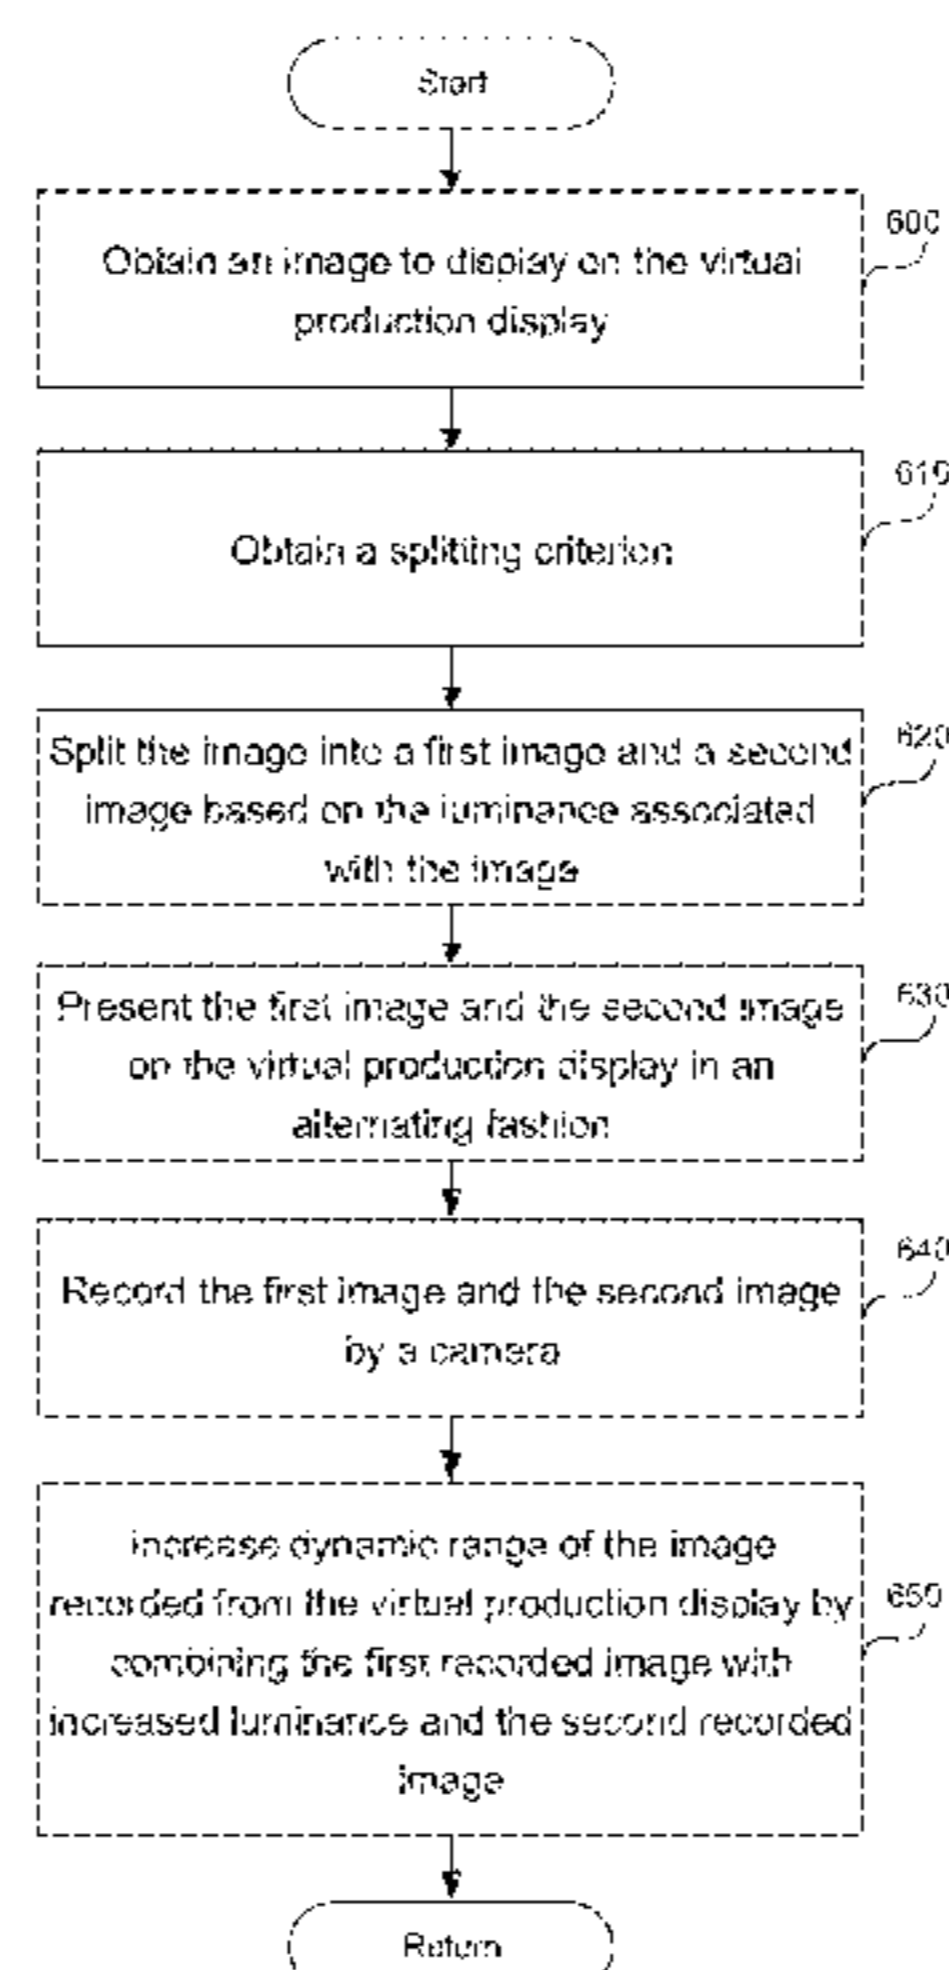 Start
600
Obtain an image to display on the virtual
production display
610
Obtain a splitting criterion
620
Split the image into a first image and a second
image based on the luminance associated
with the image
630
Present the first image and the second image
on the virtual production display in an
alternating fashion
640
Record the first image and the second image
by a camera
650
Increase dynamic range of the image
recorded from the virtual production display by
combining the first recorded image with
increased luminance and the second recorded
image
Return